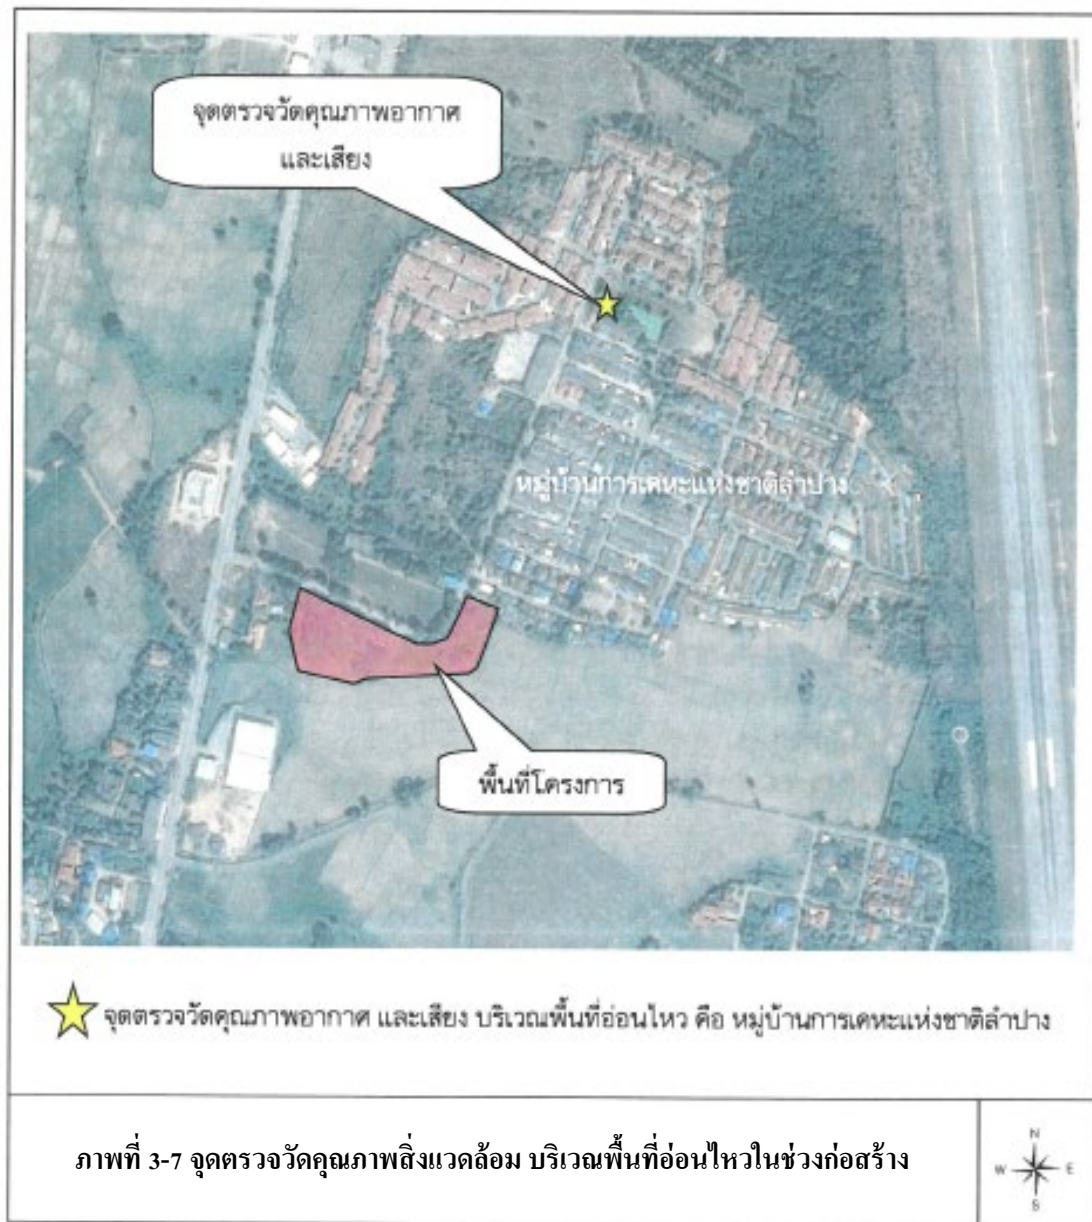 จุดตรวจวัดคุณภาพอากาศ
และเสียง
หมู่บ้านการเคหะแห่งชาติลำปาง
พื้นที่โครงการ
จุดตรวจวัดคุณภาพอากาศ และเสียง บริเวณพื้นที่อ่อนไหว คือ หมู่บ้านการเคหะแห่งชาติลำปาง
ภาพที่ 3-7 จุดตรวจวัดคุณภาพสิ่งแวดล้อม บริเวณพื้นที่อ่อนไหวในช่วงก่อสร้าง
N
W E
S